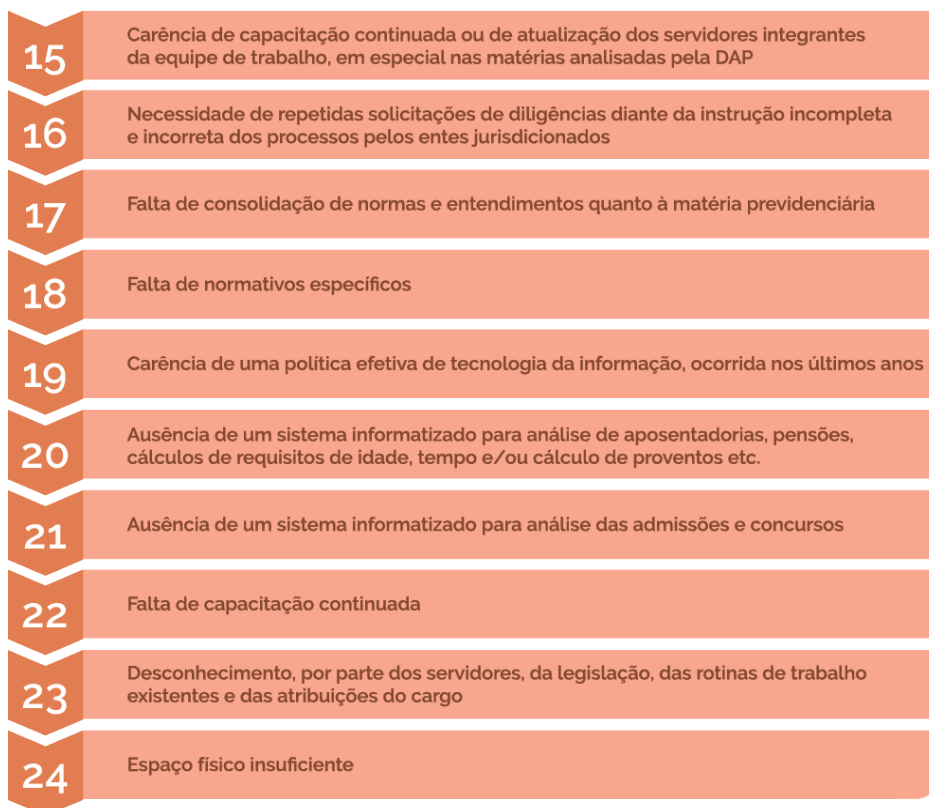 15
Carência de capacitação continuada ou de atualização dos servidores integrantes
da equipe de trabalho, em especial nas matérias analisadas pela DAP
16
Necessidade de repetidas solicitações de diligências diante da instrução incompleta
e incorreta dos processos pelos entes jurisdicionados
17
Falta de consolidação de normas e entendimentos quanto à matéria previdenciária
18
Falta de normativos específicos
19
Carência de uma política efetiva de tecnologia da informação, ocorrida nos últimos anos
20
Ausência de um sistema informatizado para análise de aposentadorias, pensões,
cálculos de requisitos de idade, tempo e/ou cálculo de proventos etc.
21
Ausência de um sistema informatizado para análise das admissões e concursos
22
Falta de capacitação continuada
23
Desconhecimento, por parte dos servidores, da legislação, das rotinas de trabalho
existentes e das atribuições do cargo
24
Espaço físico insuficiente